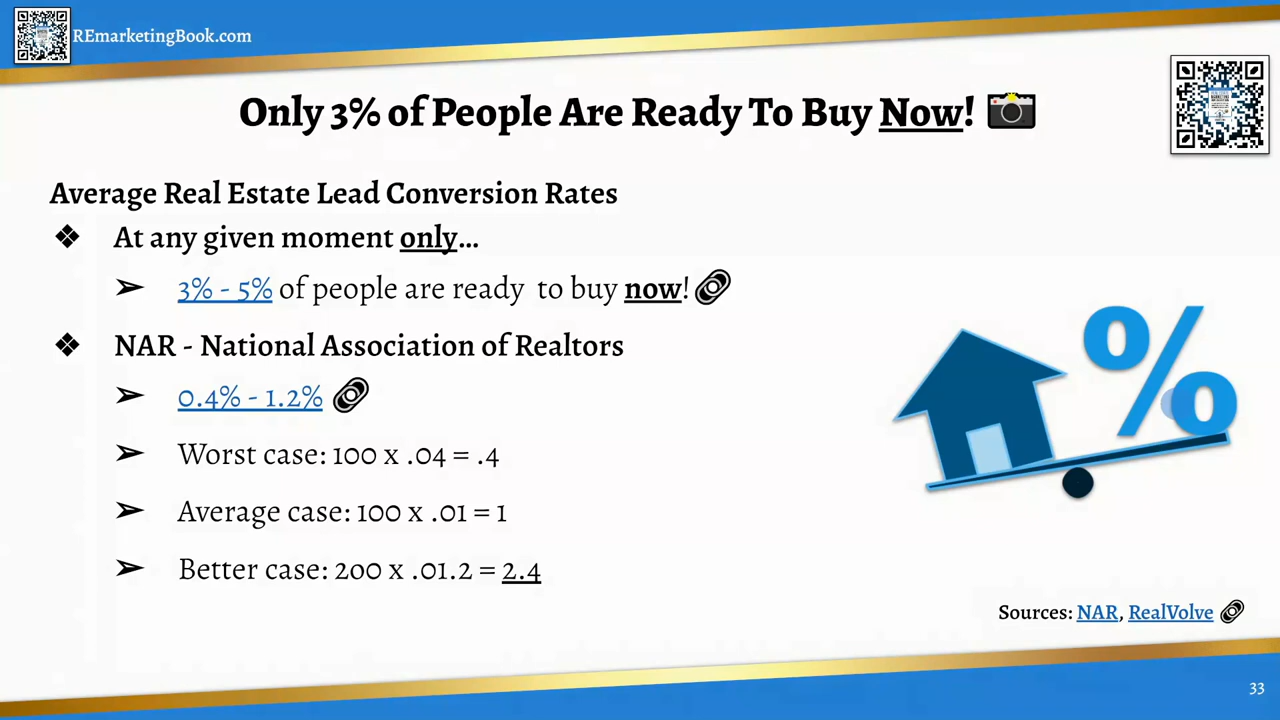 REmarketingBook.com
Only 3% of People Are Ready To Buy Now!
Average Real Estate Lead Conversion Rates
❖ At any given moment only...
➢ 3% - 5% of people are ready to buy now!
❖ NAR - National Association of Realtors
➢ 0.4% - 1.2%
➢ Worst case: 100 x .04 = .4
➢ Average case: 100 x .01 = 1
➢ Better case: 200 x .01.2 = 2.4
%
Sources: NAR, RealVolve
33